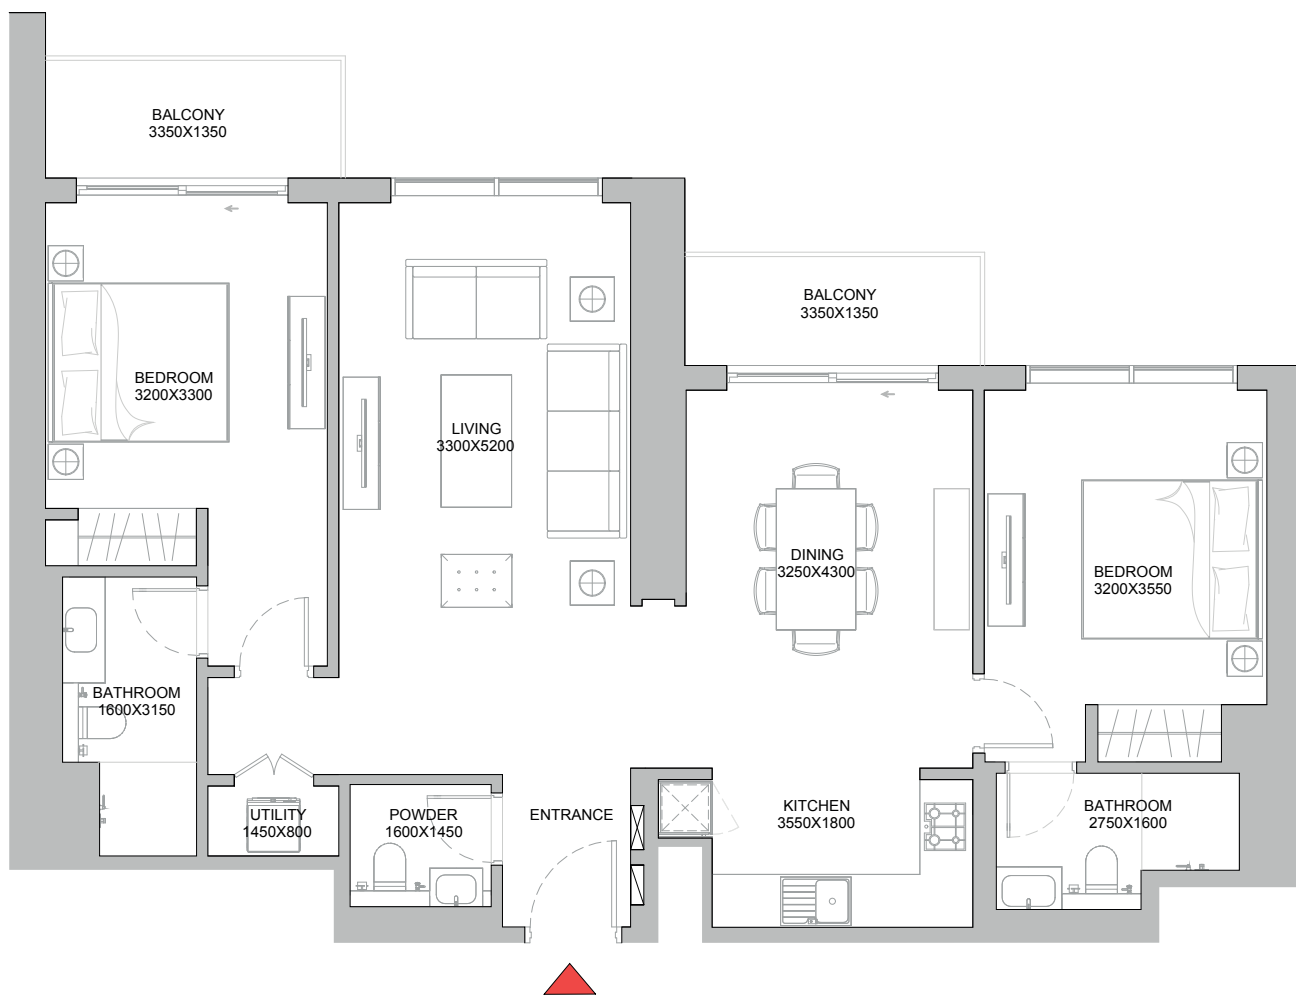 BALCONY
3350X1350
BALCONY
3350X1350
BEDROOM
3200X3300
LIVING
3300X5200
DINING
3250X4300
BEDROOM
3200X3550
BATHROOM
1600X3150
UTILITY
1450X800
POWDER
1600X1450
ENTRANCE
KITCHEN
3550X1800
BATHROOM
2750X1600